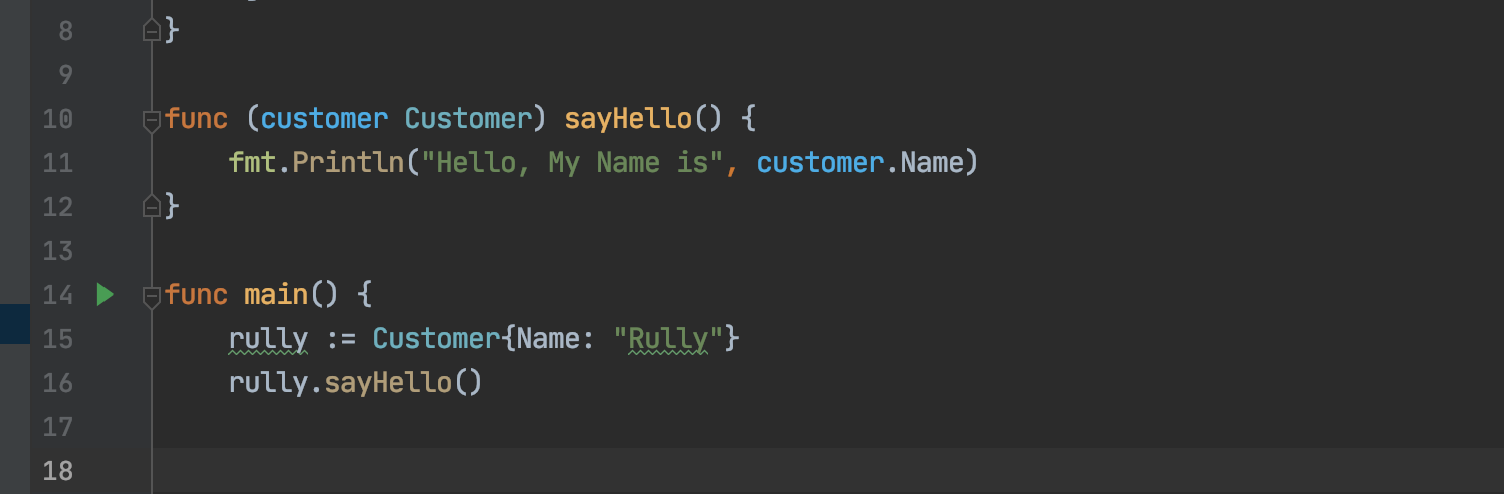 8 }
9
10 func (customer Customer) sayHello() {
11 fmt.Println("Hello, My Name is", customer.Name)
12 }
13
14 func main() {
15 rully := Customer{Name: "Rully"}
16 rully.sayHello()
17
18